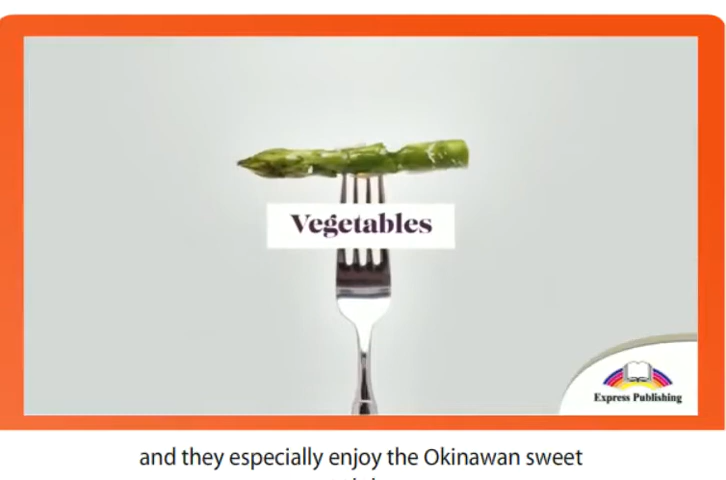 Vegetables
Express Publishing
and they especially enjoy the Okinawan sweet